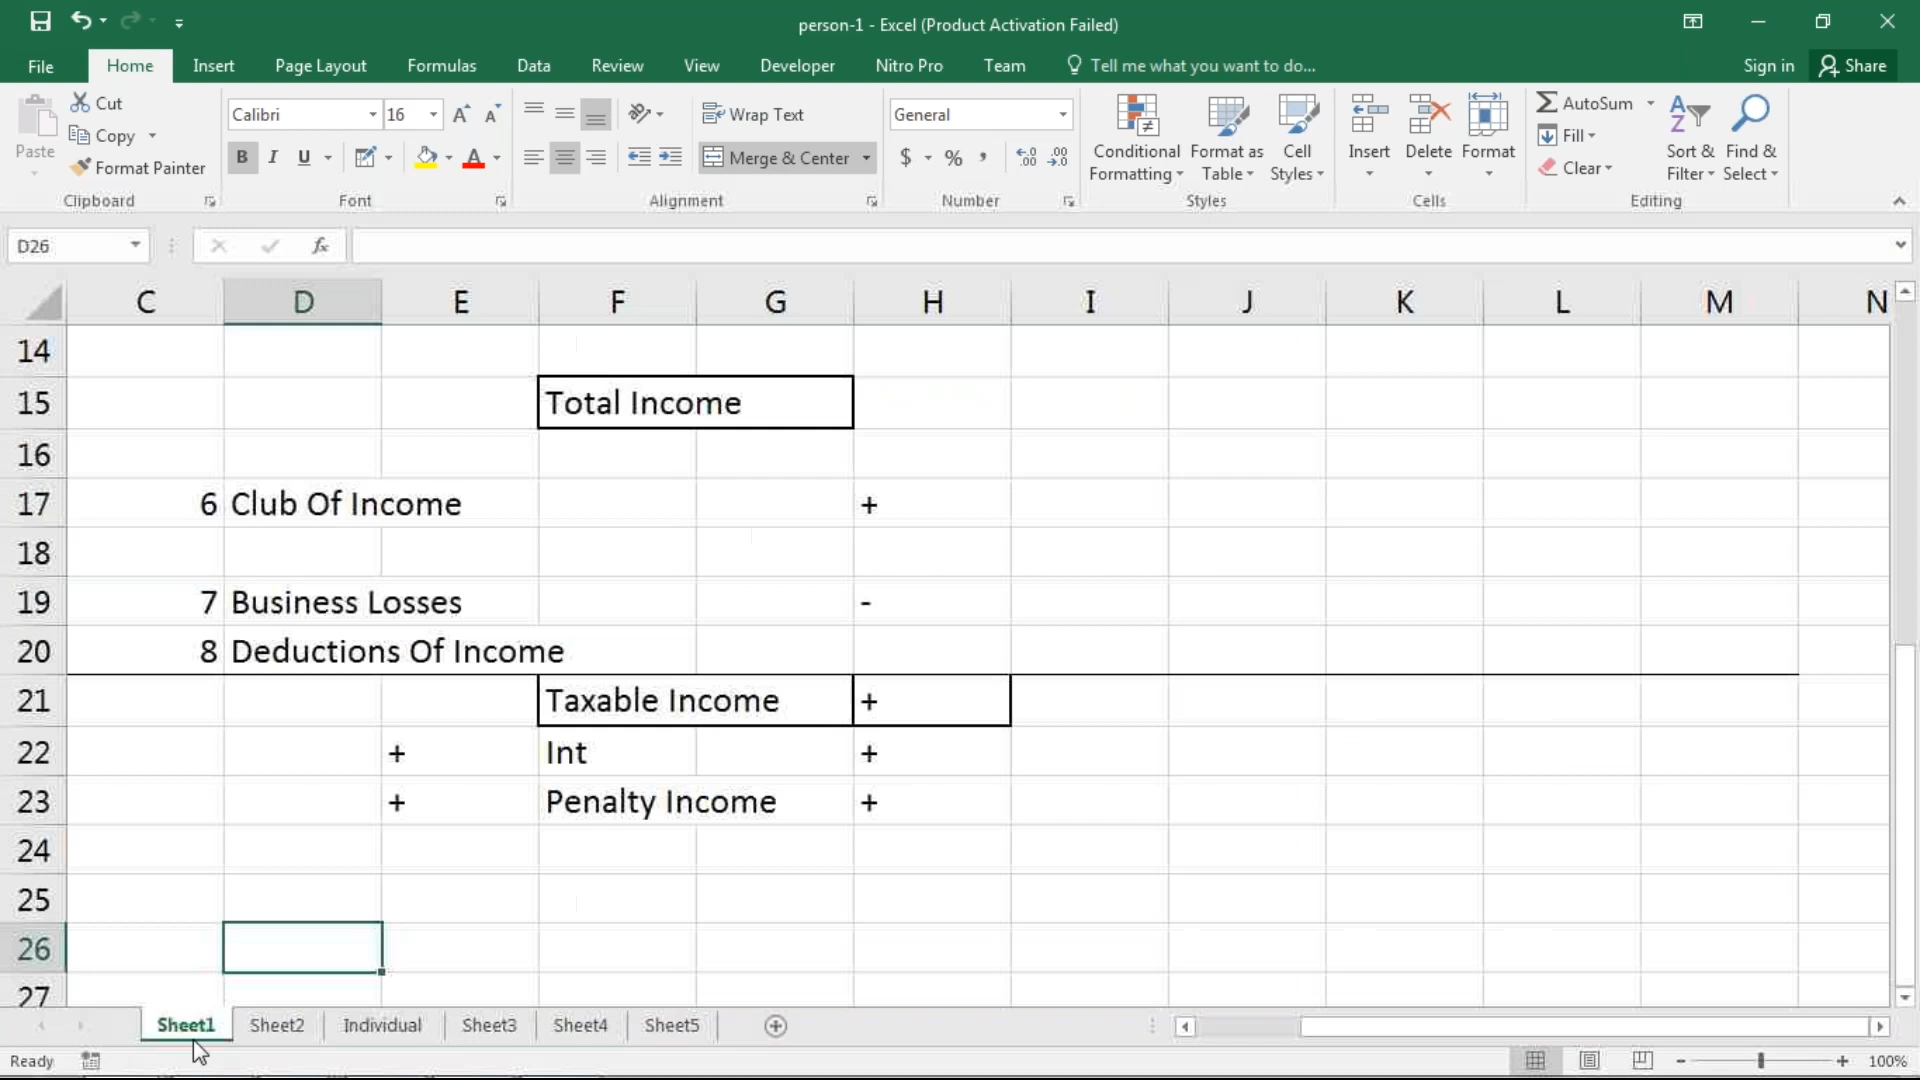 person-1 - Excel (Product Activation Failed)
File Home Insert Page Layout Formulas Data Review View Developer Nitro Pro Team Tell me what you want to do... Sign in Share
Paste
Cut
Copy
Format Painter
Clipboard
Calibri 16
B I U
Font
Wrap Text
Merge & Center
Alignment
General
$ % ,
Number
Conditional Formatting
Format as Table
Cell Styles
Styles
Insert Delete Format
Cells
AutoSum
Fill
Clear
Sort & Filter
Find & Select
Editing
D26 fx
C D E F G H I J K L M N
14
15 Total Income
16
17 6 Club Of Income +
18
19 7 Business Losses -
20 8 Deductions Of Income
21 Taxable Income +
22 + Int +
23 + Penalty Income +
24
25
26
27
Sheet1 Sheet2 Individual Sheet3 Sheet4 Sheet5
Ready 100%